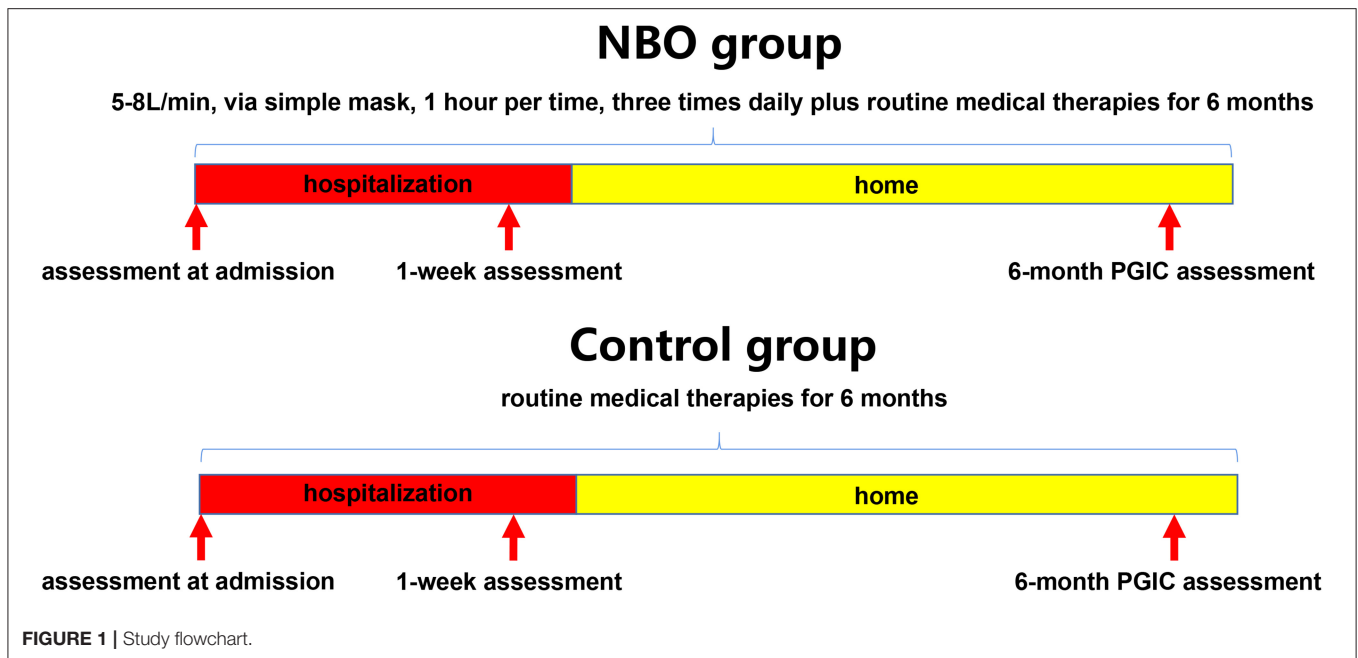 NBO group
5-8L/min, via simple mask, 1 hour per time, three times daily plus routine medical therapies for 6 months
hospitalization
home
assessment at admission
1-week assessment
6-month PGIC assessment
Control group
routine medical therapies for 6 months
hospitalization
home
assessment at admission
1-week assessment
6-month PGIC assessment
FIGURE 1 | Study flowchart.